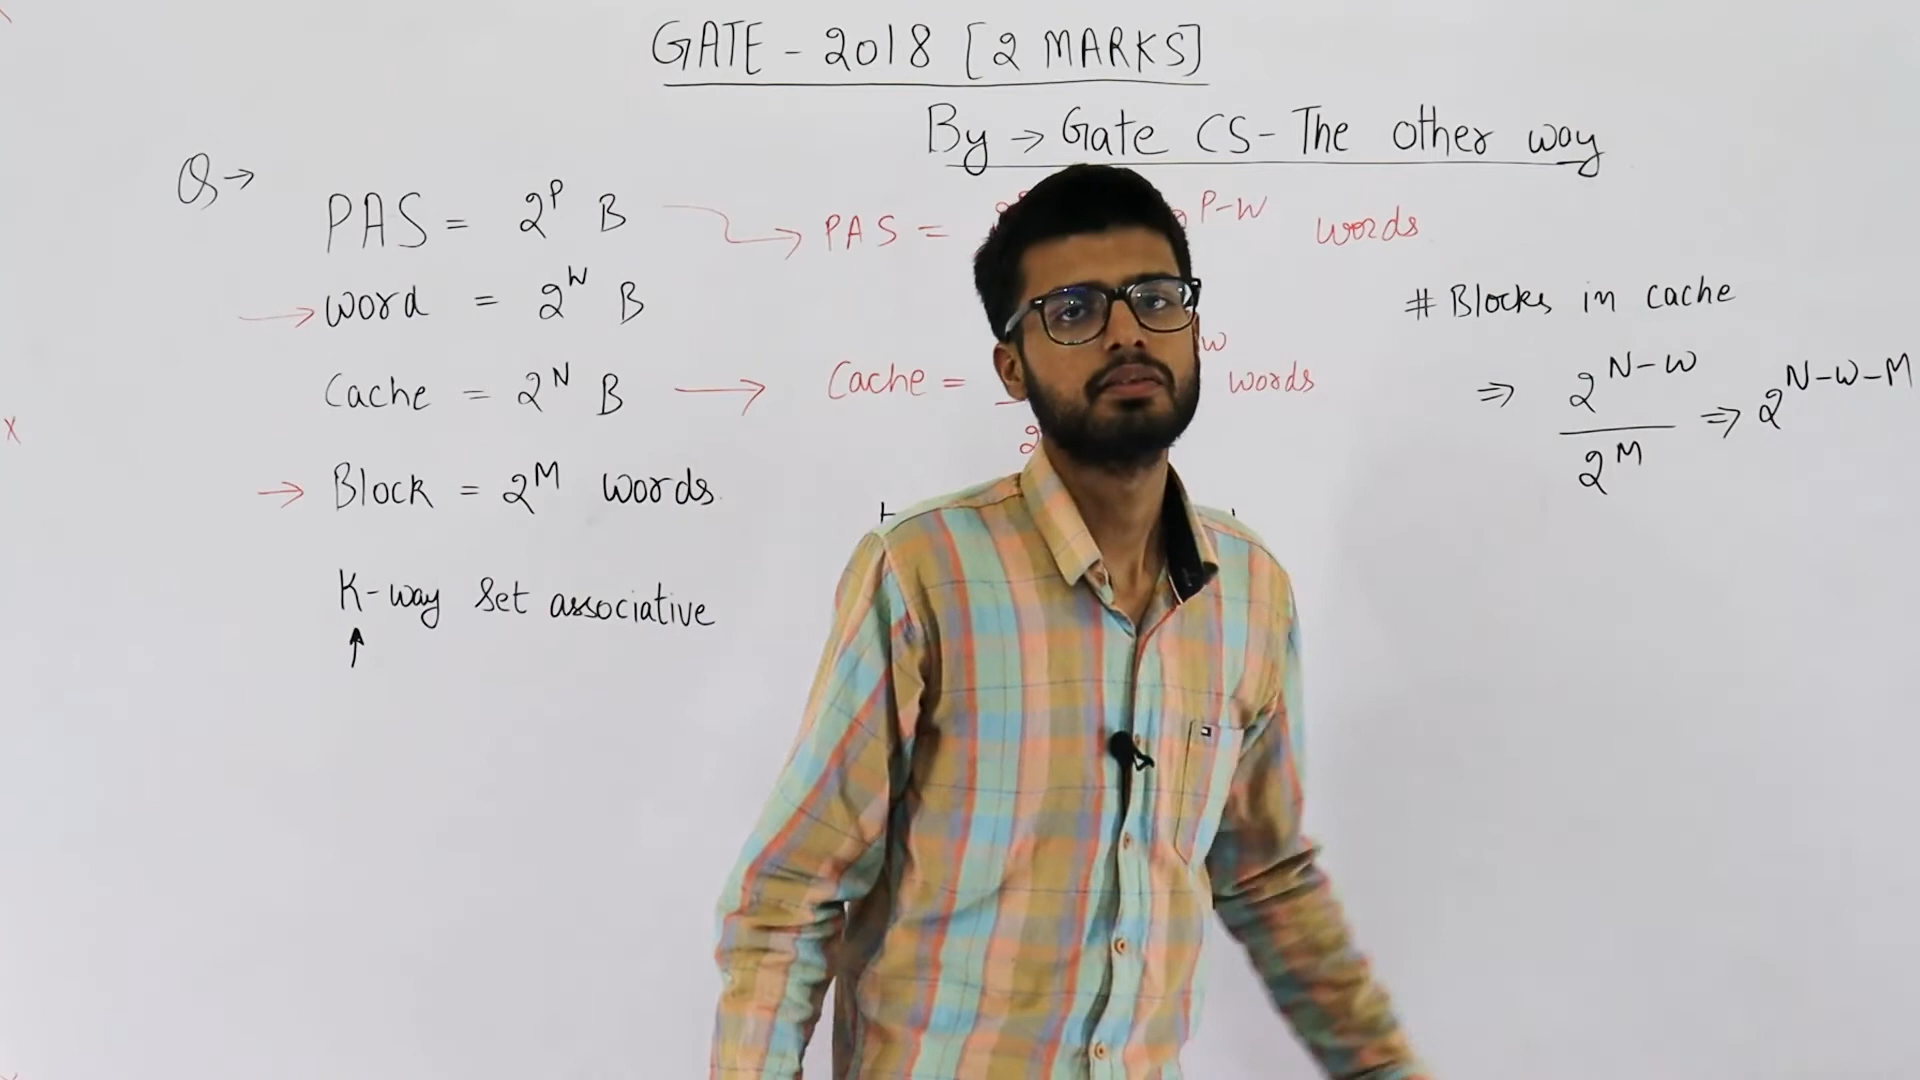 GATE - 2018 [2 MARKS]
By → Gate CS- The other way
Q →
PAS = 2^P B
PAS = P-W words
→ word = 2^W B
# Blocks in cache
Cache = 2^N B →
Cache = W words
2
⇒ 2^N-W / 2^M ⇒ 2^N-W-M
→ Block = 2^M words
K-way set associative
↑
x